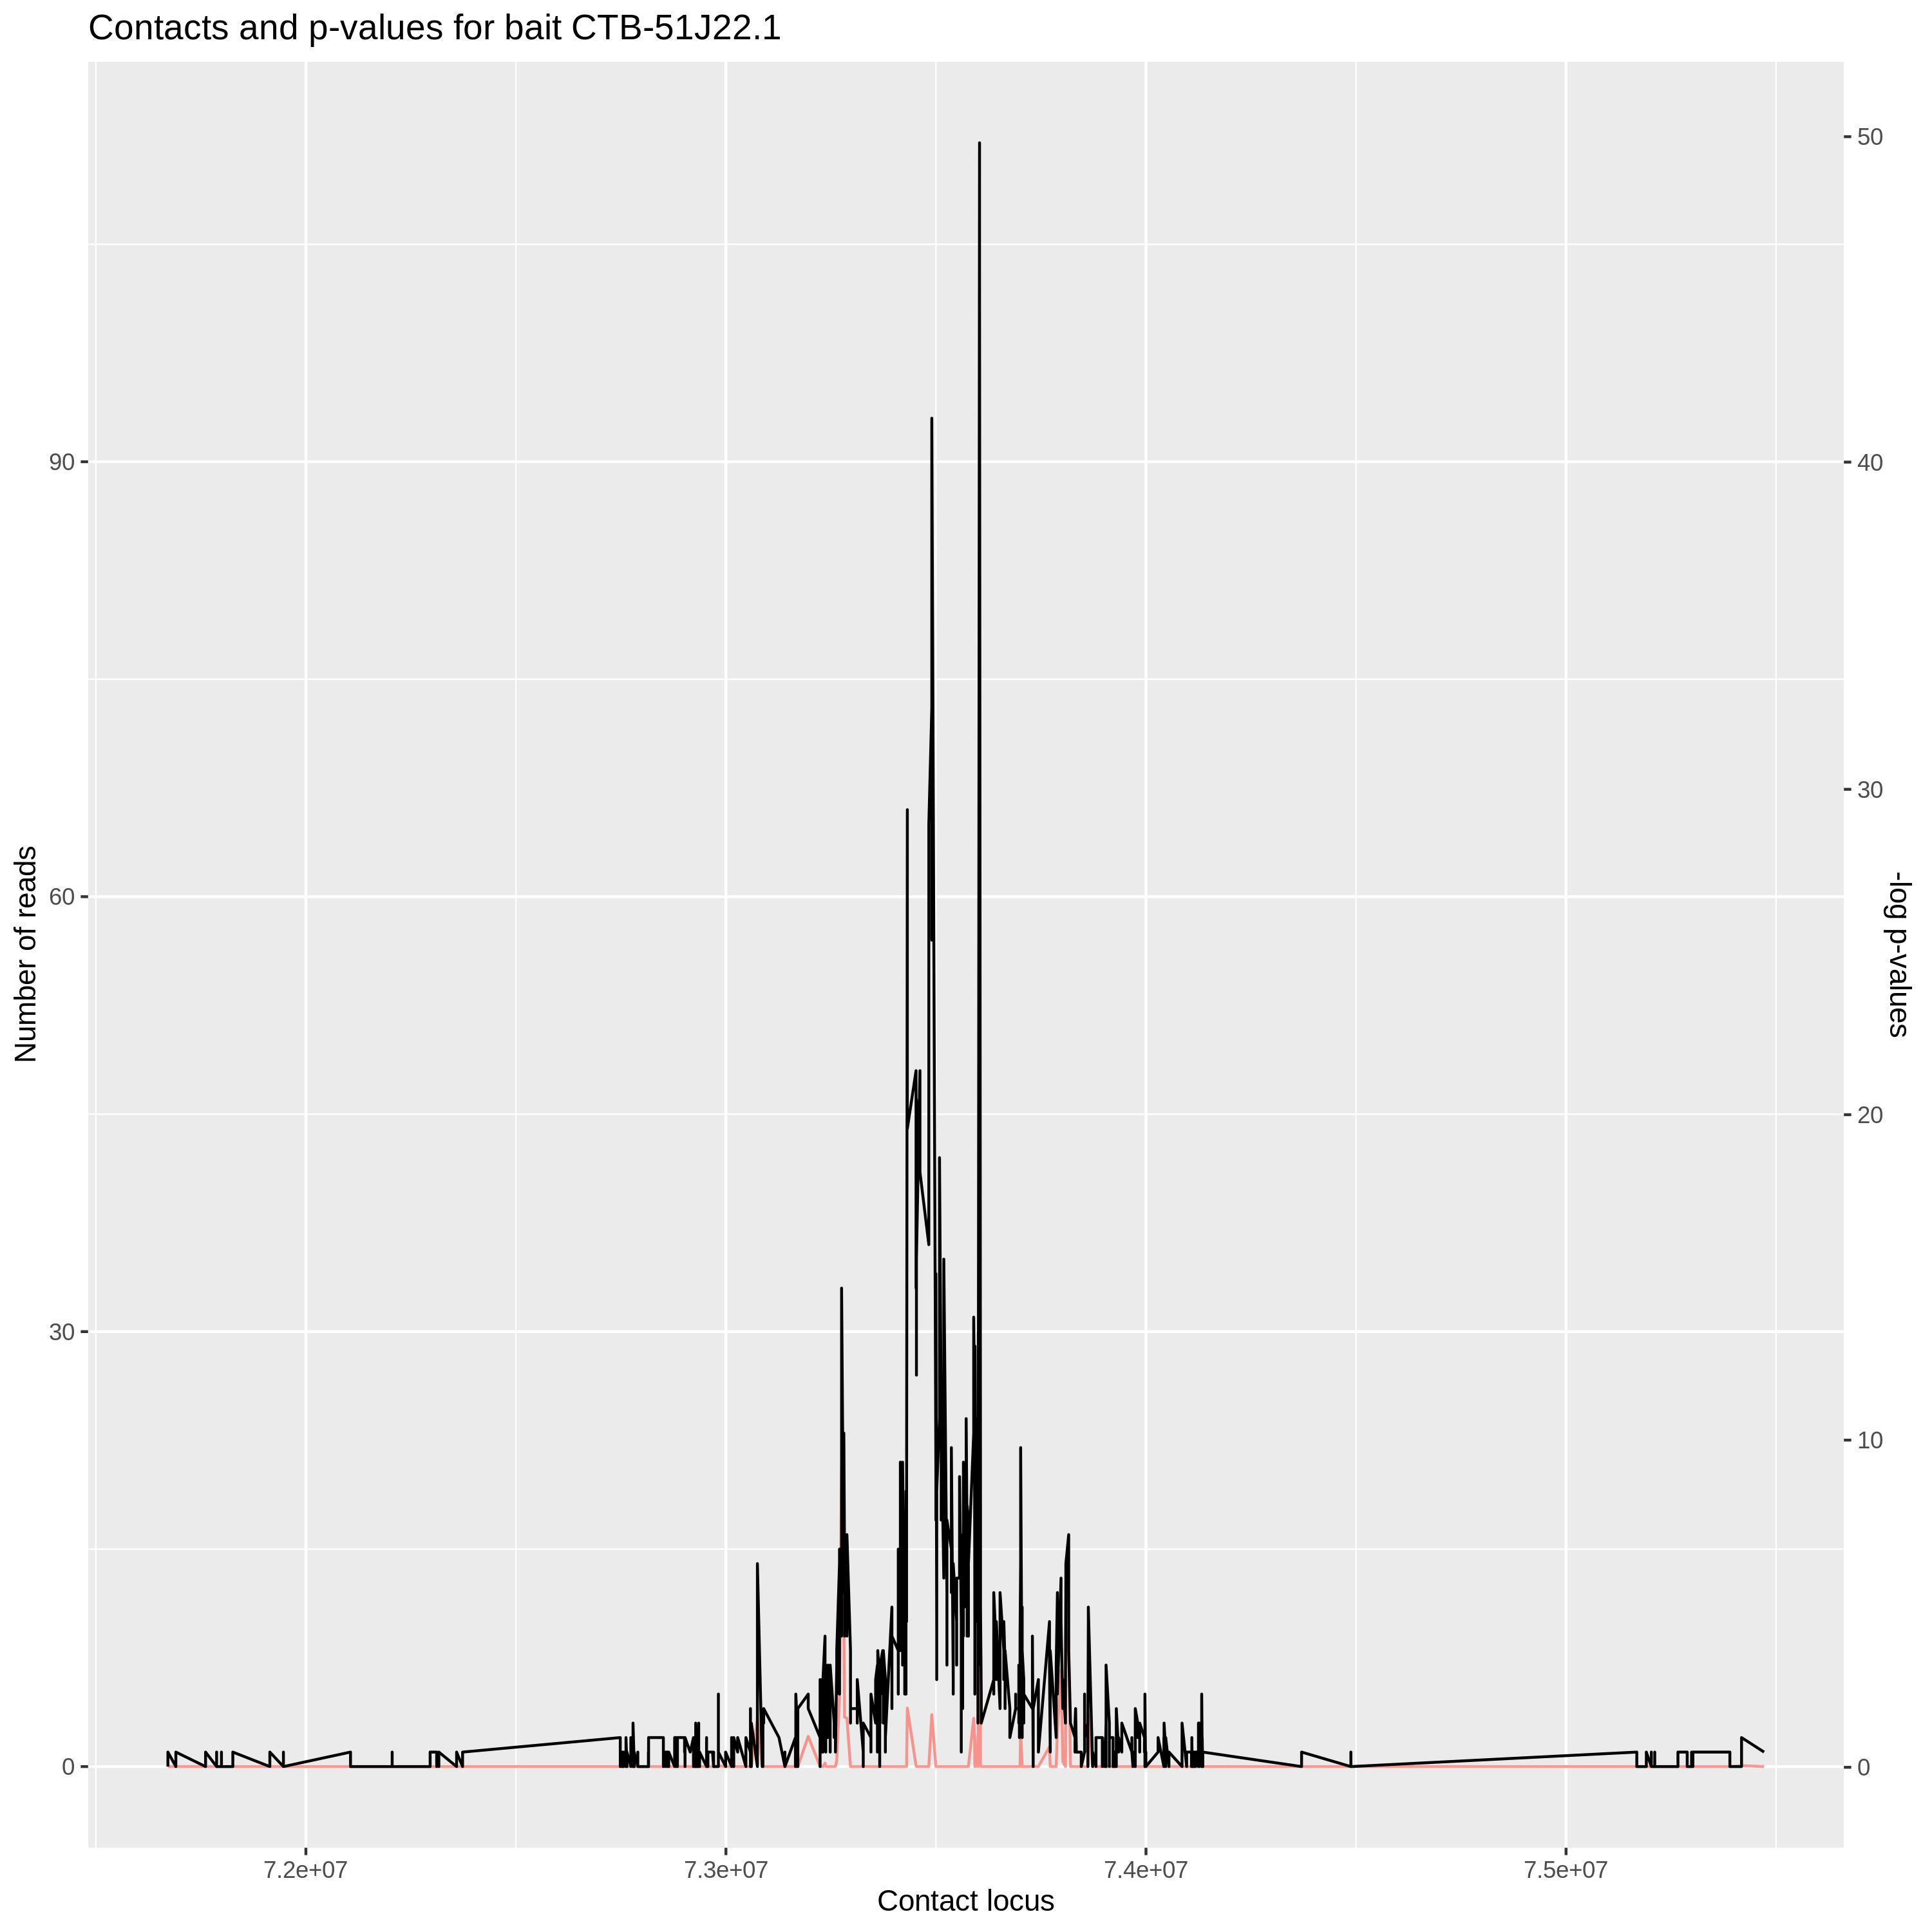 Contacts and p-values for bait CTB-51J22.1
Number of reads
90
60
30
0
50
40
30
20
10
0
-log p-values
7.2e+07 7.3e+07 7.4e+07 7.5e+07
Contact locus